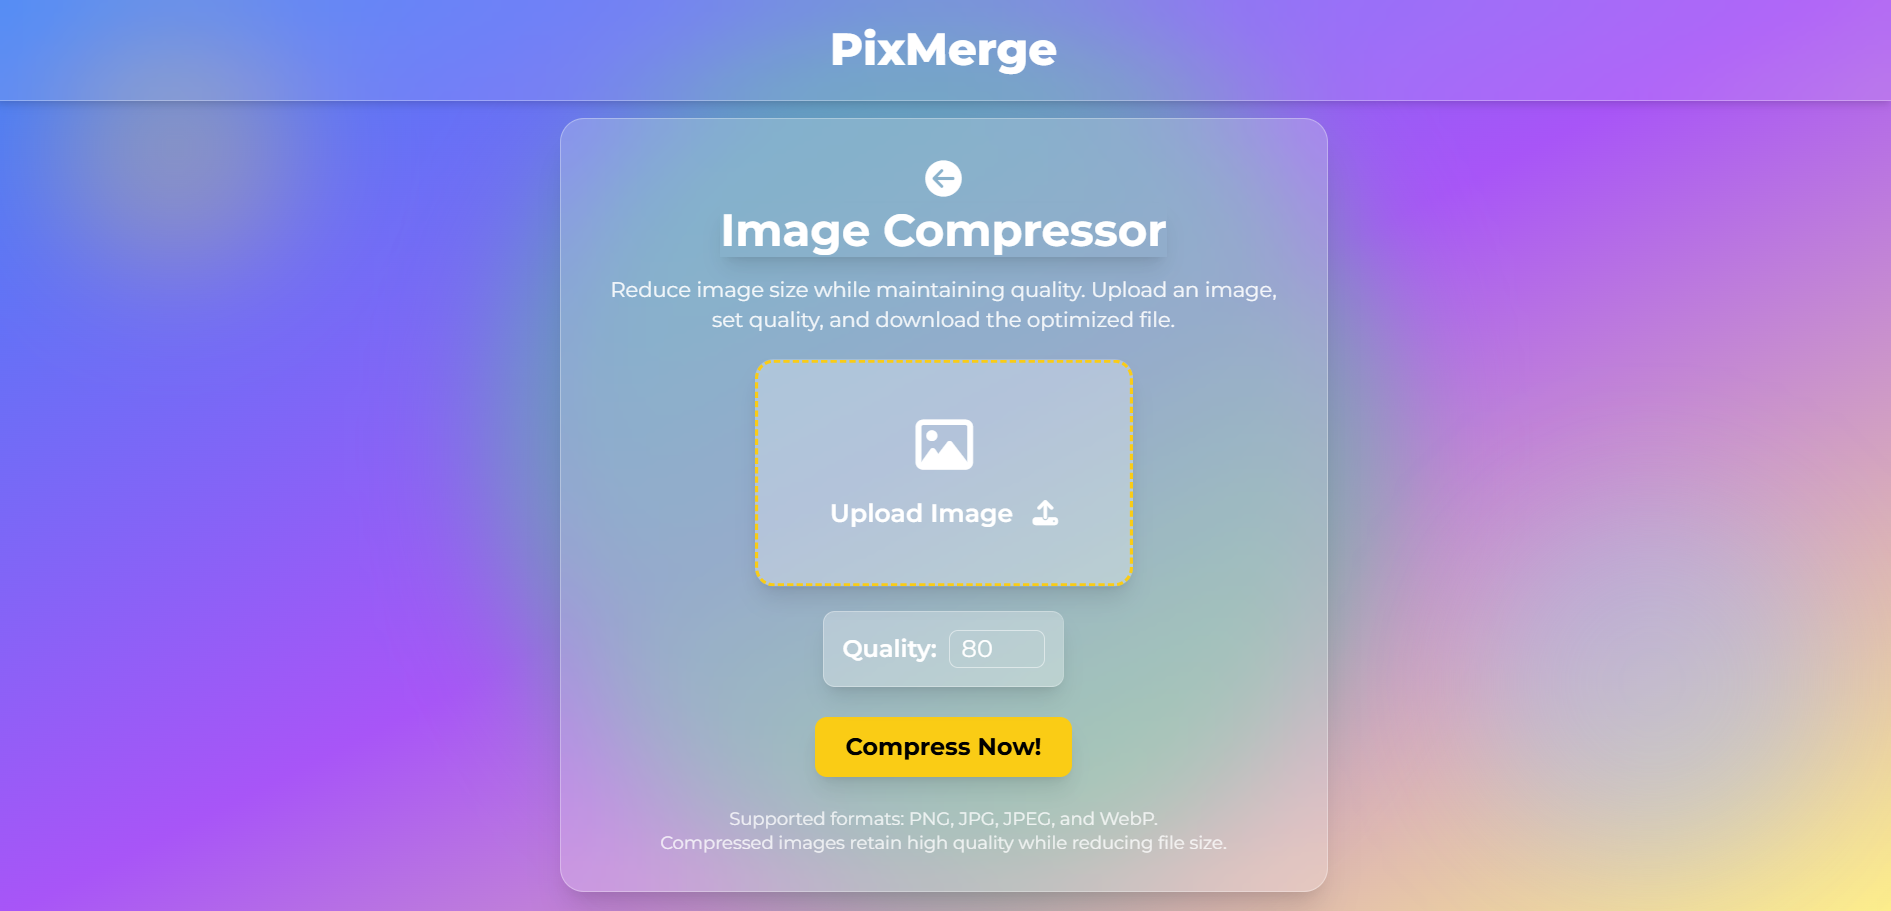 PixMerge
Image Compressor
Reduce image size while maintaining quality. Upload an image,
set quality, and download the optimized file.
Upload Image
Quality: 80
Compress Now!
Supported formats: PNG, JPG, JPEG, and WebP.
Compressed images retain high quality while reducing file size.